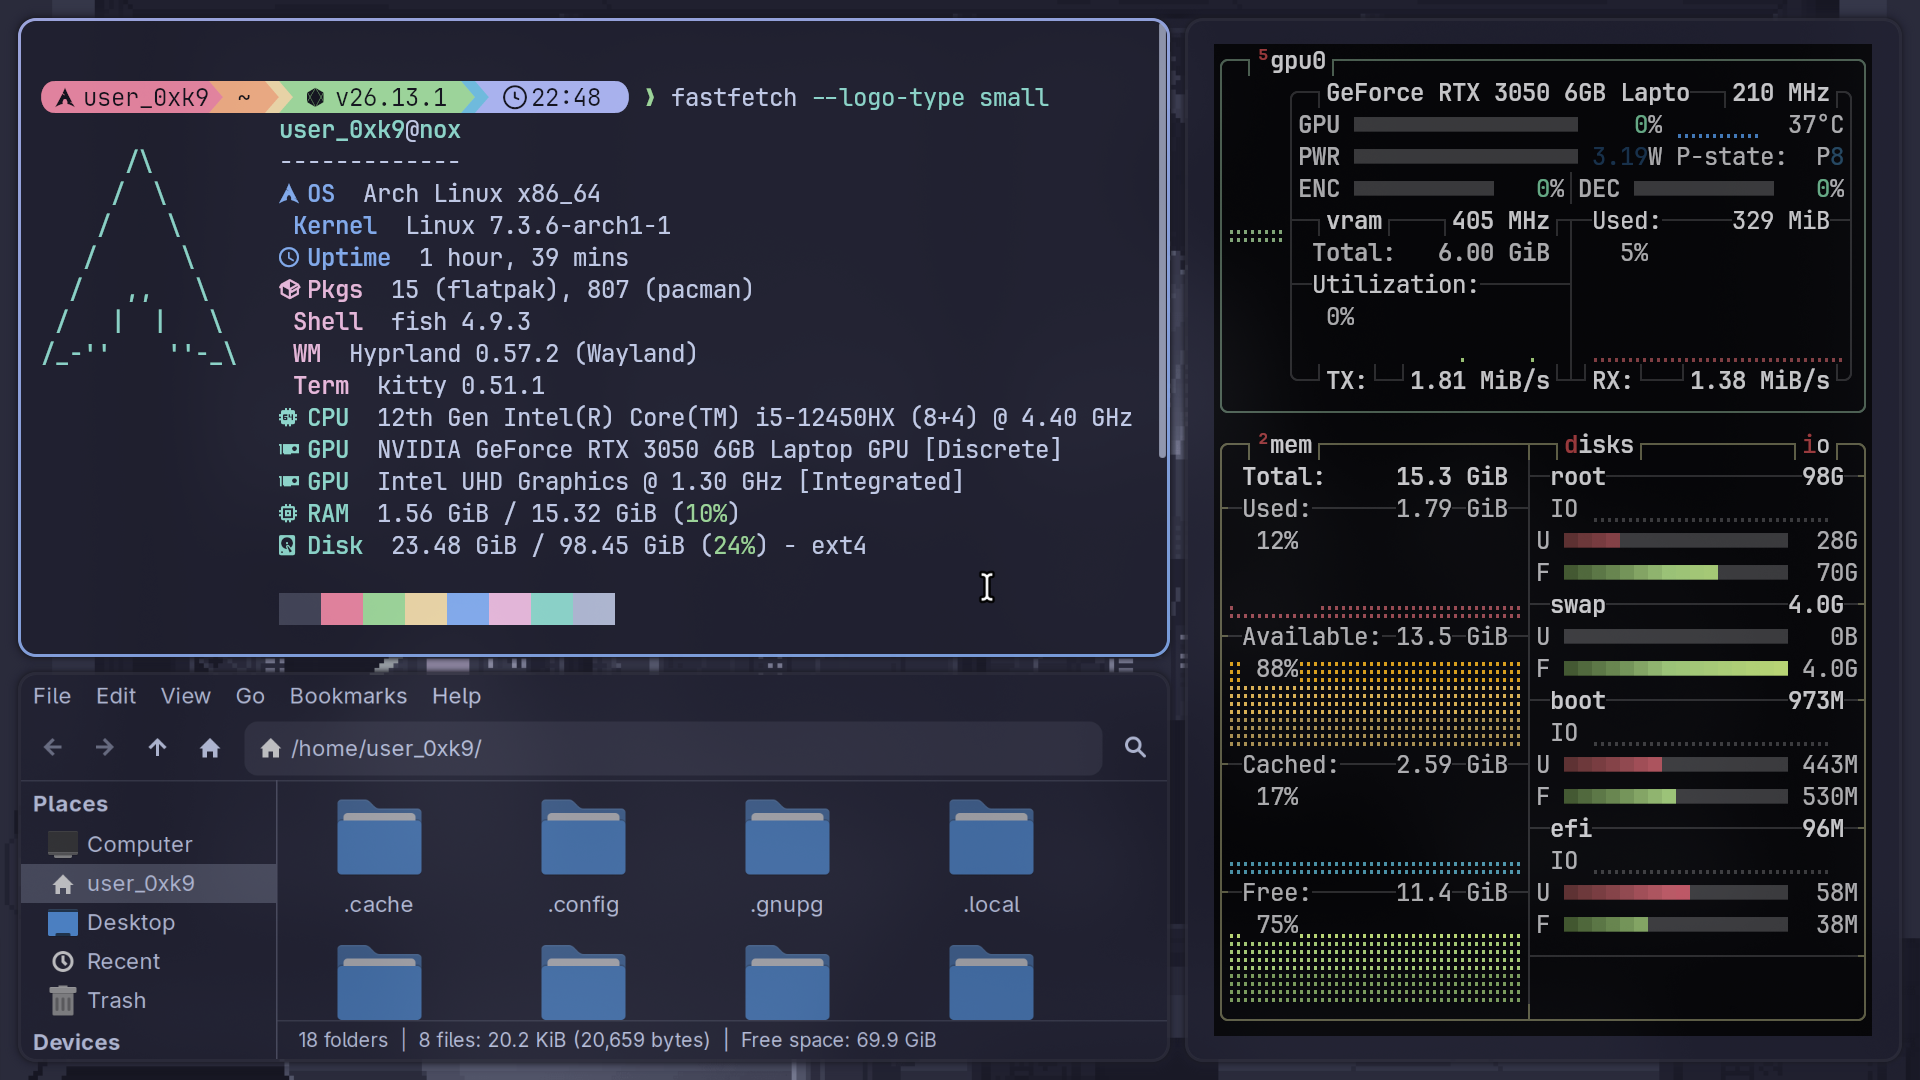 user_0xk9 ~ v26.13.1 22:48 ❯ fastfetch --logo-type small
user_0xk9@nox
-------------
OS Arch Linux x86_64
Kernel Linux 7.3.6-arch1-1
Uptime 1 hour, 39 mins
Pkgs 15 (flatpak), 807 (pacman)
Shell fish 4.9.3
WM Hyprland 0.57.2 (Wayland)
Term kitty 0.51.1
CPU 12th Gen Intel(R) Core(TM) i5-12450HX (8+4) @ 4.40 GHz
GPU NVIDIA GeForce RTX 3050 6GB Laptop GPU [Discrete]
GPU Intel UHD Graphics @ 1.30 GHz [Integrated]
RAM 1.56 GiB / 15.32 GiB (10%)
Disk 23.48 GiB / 98.45 GiB (24%) - ext4
File Edit View Go Bookmarks Help
/home/user_0xk9/
Places
Computer
user_0xk9
Desktop
Recent
Trash
Devices
.cache .config .gnupg .local
18 folders | 8 files: 20.2 KiB (20,659 bytes) | Free space: 69.9 GiB
5gpu0
GeForce RTX 3050 6GB Lapto 210 MHz
GPU 0% 37°C
PWR 3.19W P-state: P8
ENC 0% DEC 0%
vram 405 MHz Used: 329 MiB
Total: 6.00 GiB 5%
Utilization:
0%
TX: 1.81 MiB/s RX: 1.38 MiB/s
2mem
Total: 15.3 GiB
Used: 1.79 GiB
12%
Available: 13.5 GiB
88%
Cached: 2.59 GiB
17%
Free: 11.4 GiB
75%
disks io
root 98G
IO
U 28G
F 70G
swap 4.0G
U 0B
F 4.0G
boot 973M
IO
U 443M
F 530M
efi 96M
IO
U 58M
F 38M